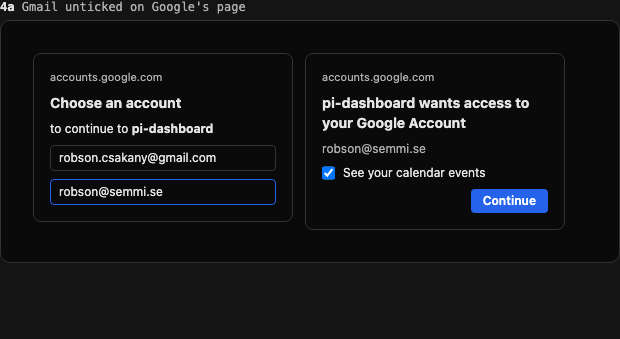 4a Gmail unticked on Google's page
accounts.google.com
Choose an account
to continue to pi-dashboard
robson.csakany@gmail.com
robson@semmi.se
accounts.google.com
pi-dashboard wants access to
your Google Account
robson@semmi.se
See your calendar events
Continue